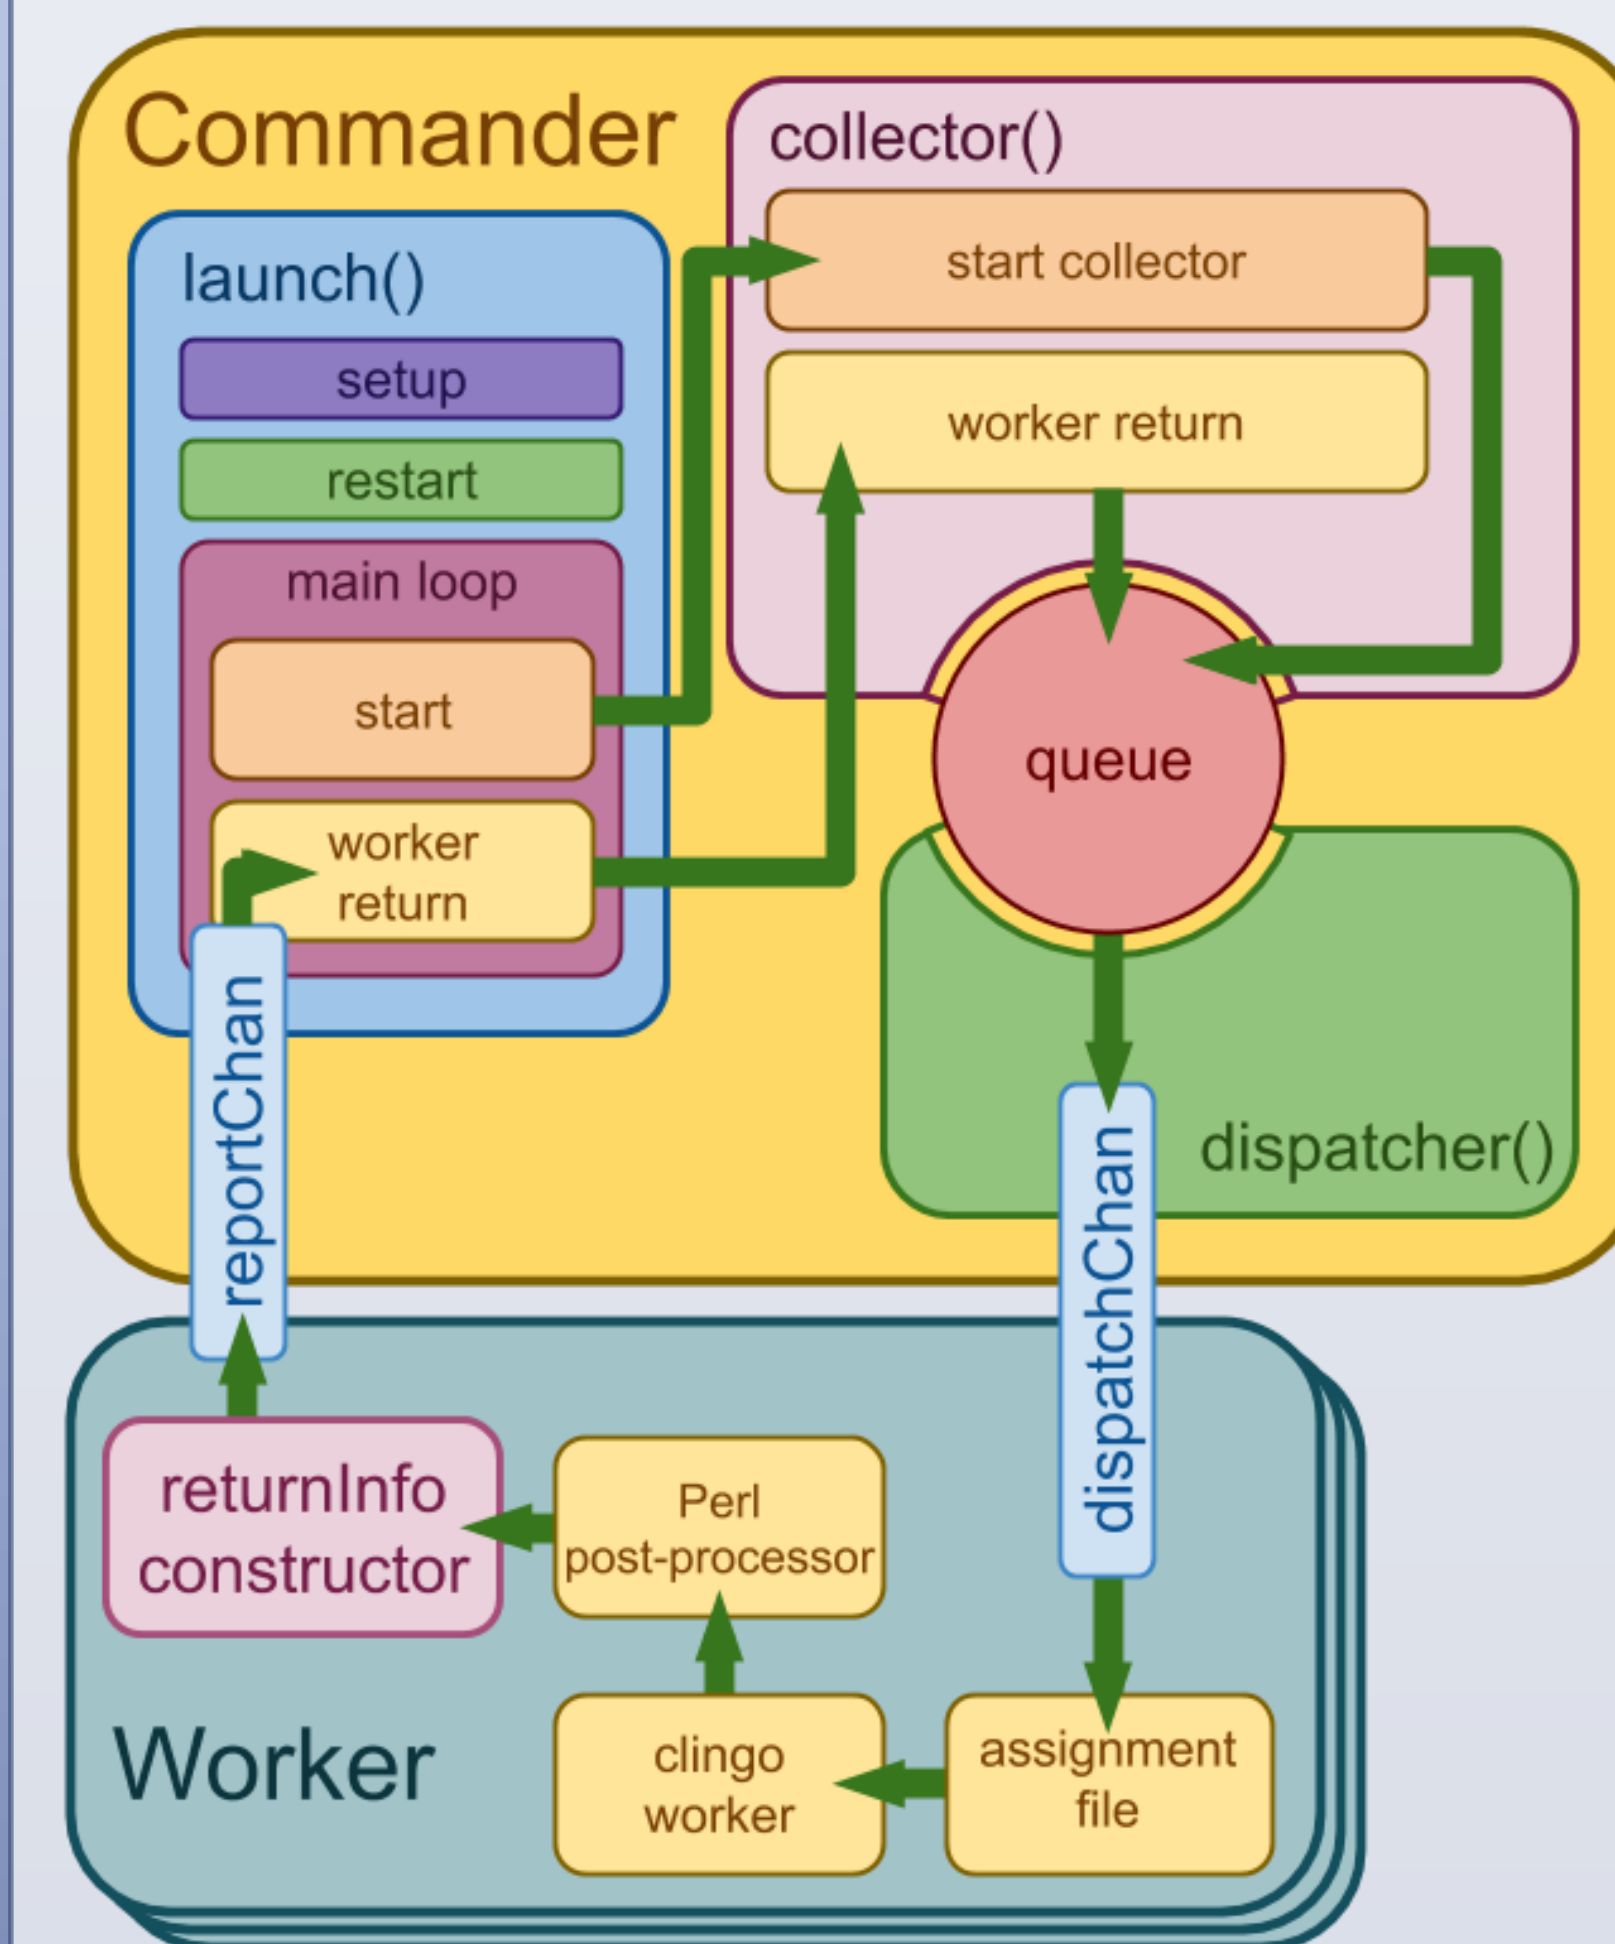 Commander
launch()
setup
restart
main loop
start
worker
return
collector()
start collector
worker return
queue
dispatcher()
reportChan
dispatchChan
returnInfo
constructor
Perl
post-processor
Worker
clingo
worker
assignment
file